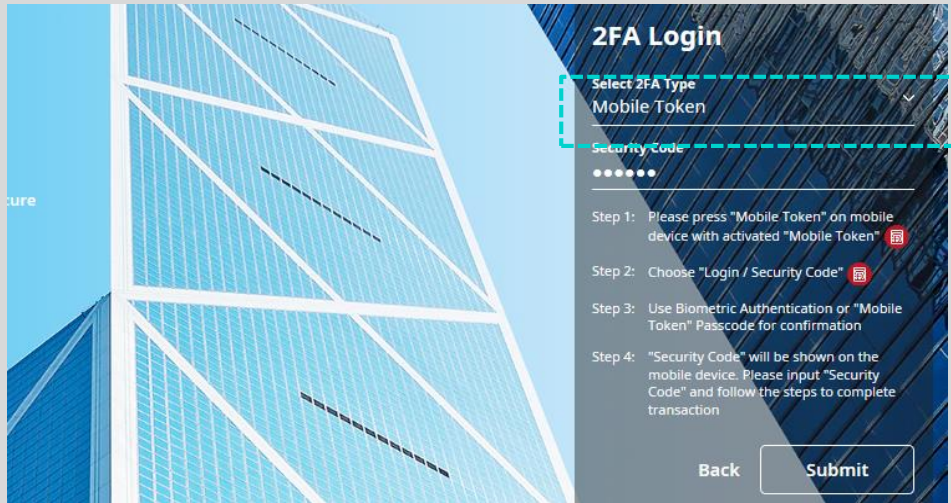 2FA Login
Select 2FA Type
Mobile Token
Security Code
ture
Step 1: Please press "Mobile Token" on mobile
device with activated "Mobile Token"
Step 2: Choose "Login / Security Code"
Step 3: Use Biometric Authentication or "Mobile
Token" Passcode for confirmation
Step 4: "Security Code" will be shown on the
mobile device. Please input "Security
Code" and follow the steps to complete
transaction
Back Submit